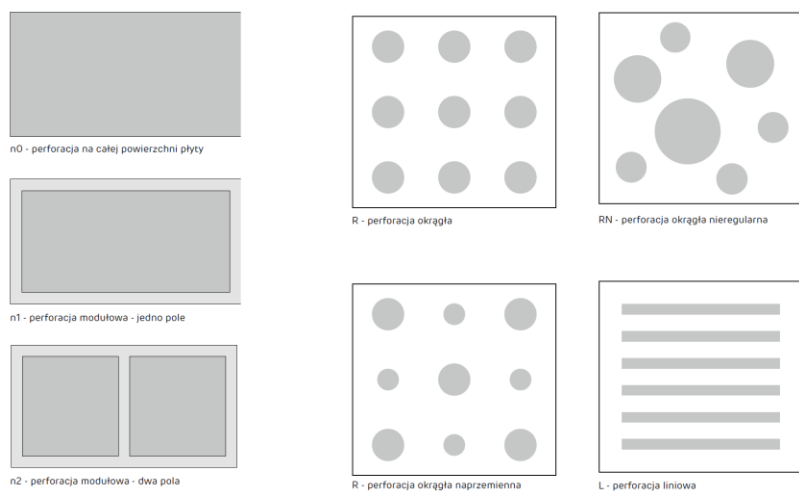 n0 - perforacja na całej powierzchni płyty
n1 - perforacja modułowa - jedno pole
n2 - perforacja modułowa - dwa pola
R - perforacja okrągła
RN - perforacja okrągła nieregularna
R - perforacja okrągła naprzemienna
L - perforacja liniowa